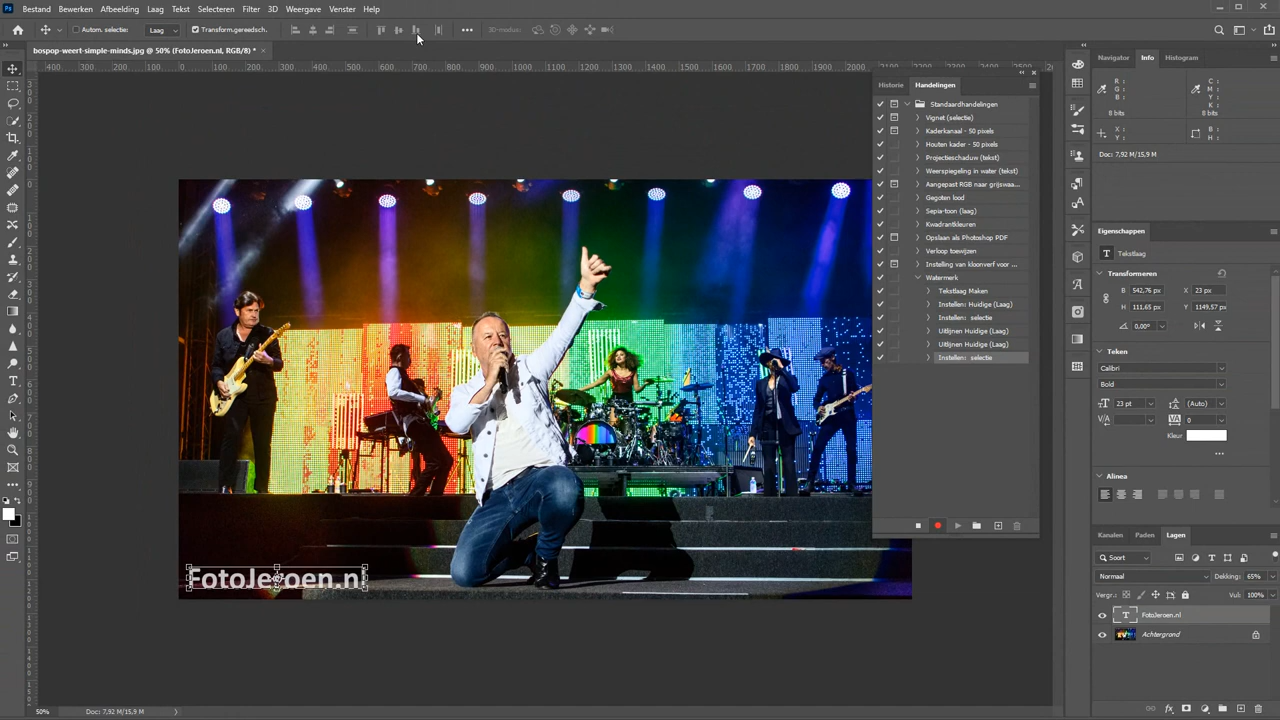 Bestand Bewerken Afbeelding Laag Tekst Selecteren Filter 3D Weergave Venster Help
Autom. selectie: Laag Transform.gereedsch. 3D-modus:
bospop-weert-simple-minds.jpg @ 50% (FotoJeroen.nl, RGB/8) *
Historie Handelingen
Standaardhandelingen
Vignet (selectie)
Kaderkanaal - 50 pixels
Houten kader - 50 pixels
Projectieschaduw (tekst)
Weerspiegeling in water (tekst)
Aangepast RGB naar grijswaa...
Gegoten lood
Sepia-toon (laag)
Kwadrantkleuren
Opslaan als Photoshop PDF
Verloop toewijzen
Instelling van kloonverf voor ...
Watermerk
Tekstlaag Maken
Instellen: Huidige (Laag)
Instellen: selectie
Uitlijnen Huidige (Laag)
Uitlijnen Huidige (Laag)
Instellen: selectie
FotoJeroen.nl
Navigator Info Histogram
R: C:
G: M:
B: Y:
K:
8 bits 8 bits
X: B:
Y: H:
Doc: 7,92 M/15,9 M
Eigenschappen
T Tekstlaag
Transformeren
B 542,76 px X 23 px
H 111,65 px Y 1149,57 px
0,00°
Teken
Calibri
Bold
23 pt (Auto)
0
Kleur
Alinea
Kanalen Paden Lagen
Soort
Normaal Dekking: 65%
Vergr.: Vul: 100%
T FotoJeroen.nl
Achtergrond
50% Doc: 7,92 M/15,9 M